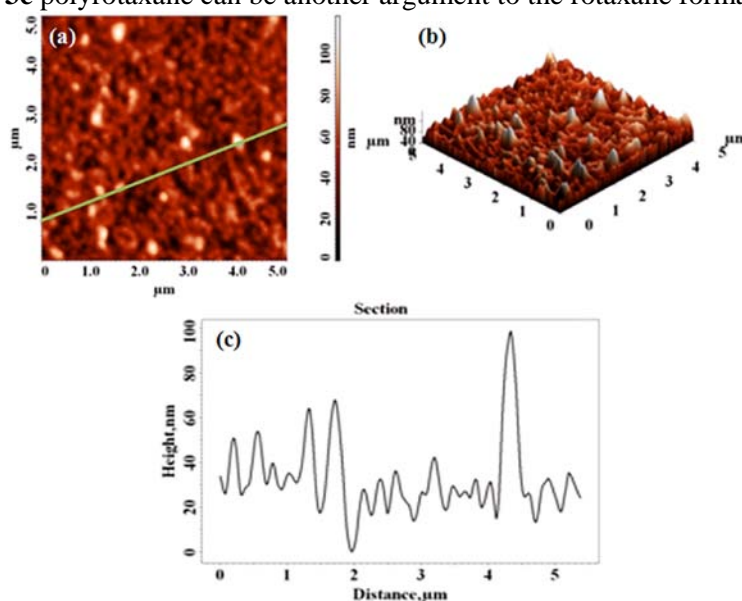 3c polyrotaxane can be another argument to the rotaxane forma
(a)
5.0
4.0
3.0
2.0
1.0
µm
0 1.0 2.0 3.0 4.0 5.0
µm
100
80
60
40
20
0
nm
(b)
nm
80
40
µm
5 4 3 2 1 0
µm
5
4
3
2
1
0
Section
(c)
100
80
60
40
20
0
Height,nm
0 1 2 3 4 5
Distance,µm